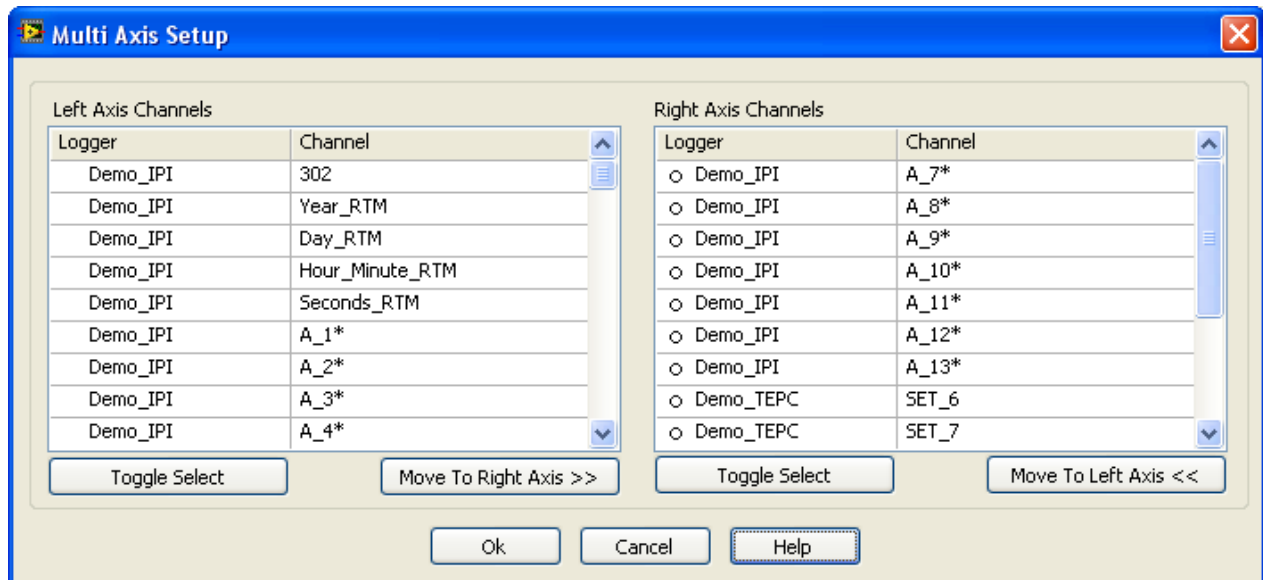 Multi Axis Setup
Left Axis Channels
Logger Channel
Demo_IPI 302
Demo_IPI Year_RTM
Demo_IPI Day_RTM
Demo_IPI Hour_Minute_RTM
Demo_IPI Seconds_RTM
Demo_IPI A_1*
Demo_IPI A_2*
Demo_IPI A_3*
Demo_IPI A_4*
Toggle Select Move To Right Axis >>
Right Axis Channels
Logger Channel
Demo_IPI A_7*
Demo_IPI A_8*
Demo_IPI A_9*
Demo_IPI A_10*
Demo_IPI A_11*
Demo_IPI A_12*
Demo_IPI A_13*
Demo_TEPC SET_6
Demo_TEPC SET_7
Toggle Select Move To Left Axis <<
Ok Cancel Help